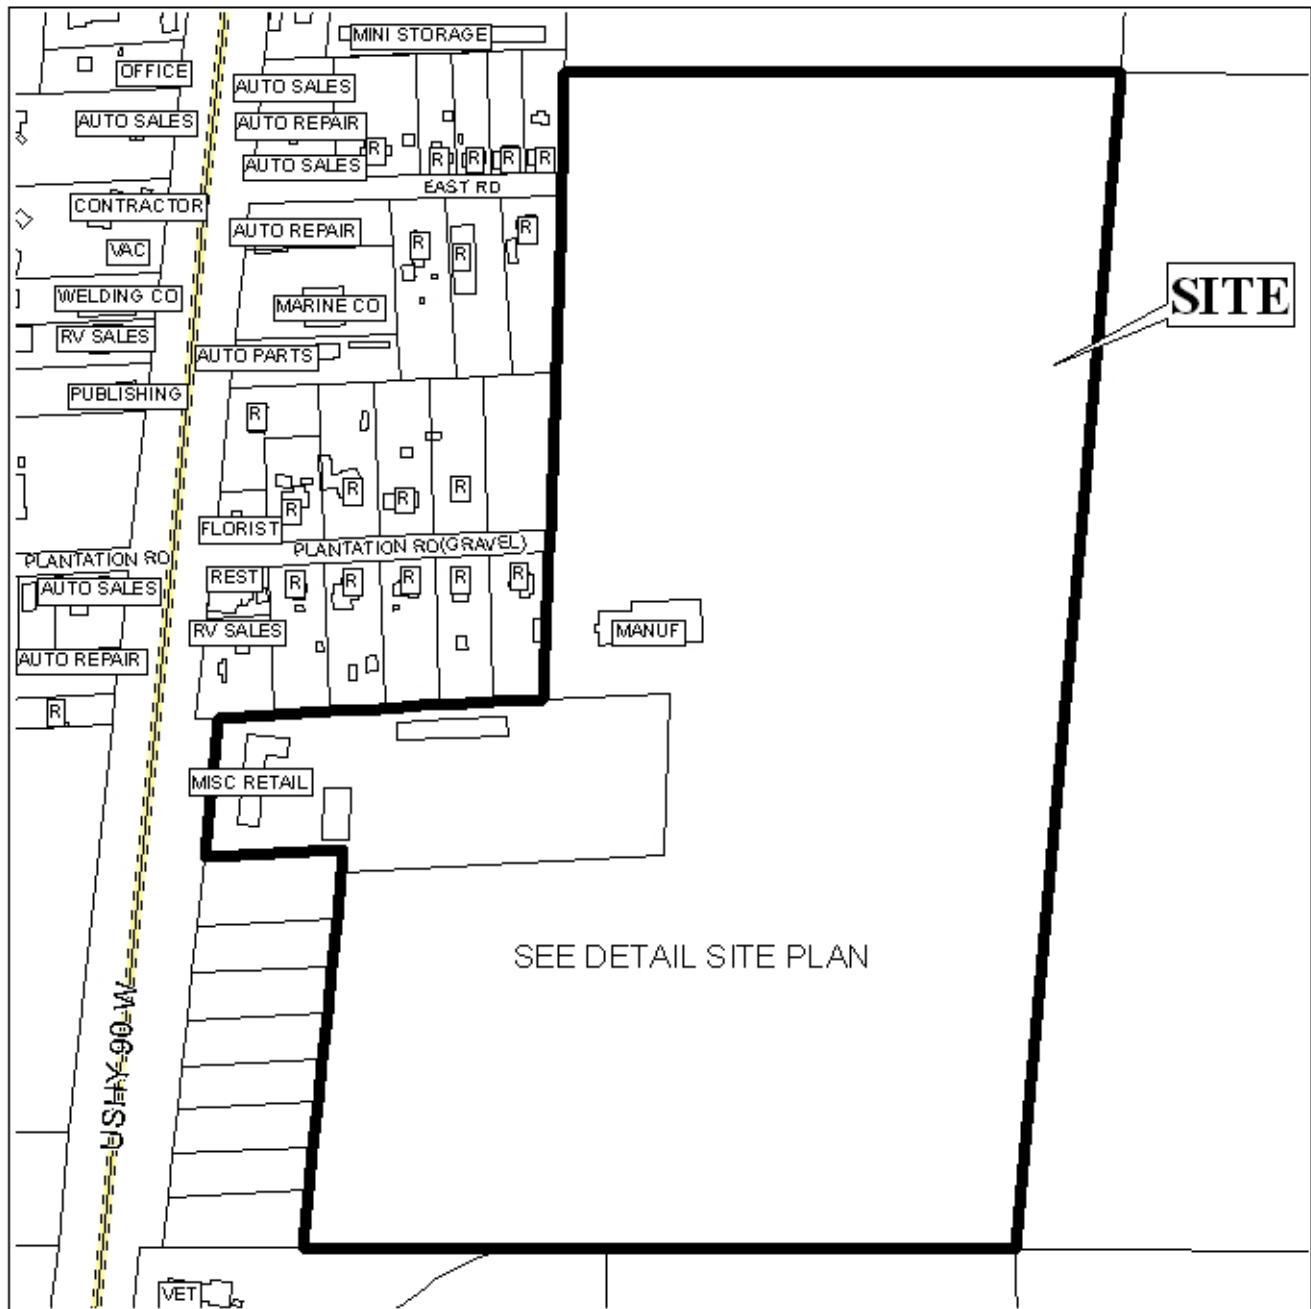 MINI STORAGE
OFFICE
AUTO SALES
AUTO SALES
AUTO REPAIR
R
AUTO SALES
R
R
R
R
EAST RD
CONTRACTOR
AUTO REPAIR
R
R
R
VAC
SITE
WELDING CO
MARINE CO
RV SALES
AUTO PARTS
PUBLISHING
R
R
R
R
R
FLORIST
PLANTATION RD(GRAVEL)
PLANTATION RD
REST
R
R
R
R
R
AUTO SALES
RV SALES
MANUF
AUTO REPAIR
R
MISC RETAIL
SEE DETAIL SITE PLAN
USHY 90 W
VET